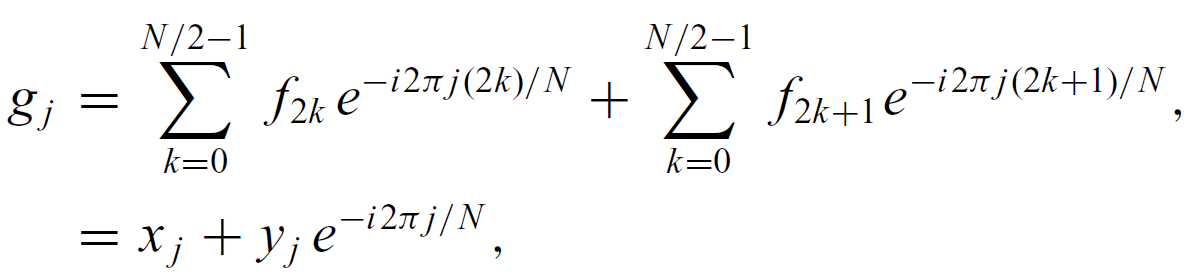 g_j = \sum_{k=0}^{N/2-1} f_{2k} e^{-i2\pi j(2k)/N} + \sum_{k=0}^{N/2-1} f_{2k+1} e^{-i2\pi j(2k+1)/N},
= x_j + y_j e^{-i2\pi j/N},